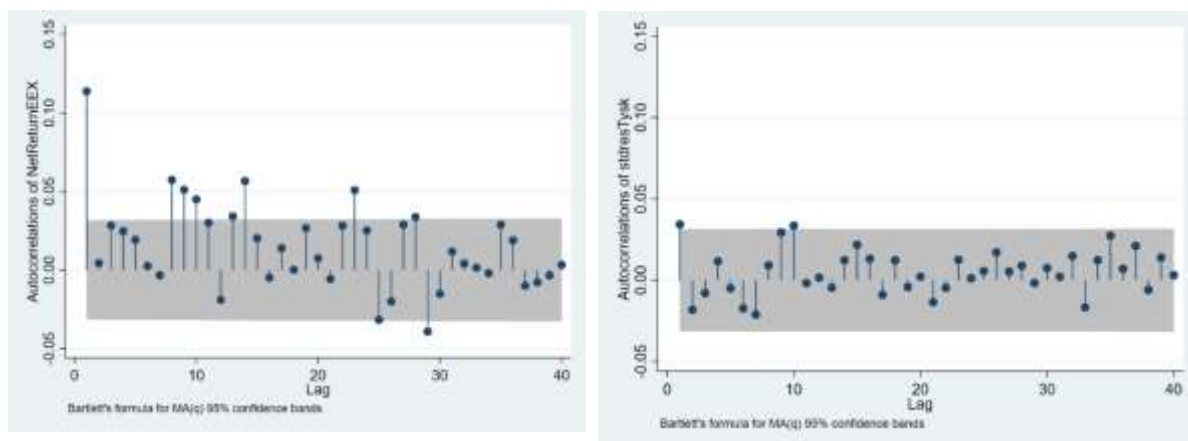 Autocorrelations of NetReturnEEX
0.15
0.10
0.05
0.00
-0.05
0 10 20 30 40
Lag
Bartlett's formula for MA(q) 95% confidence bands
Autocorrelations of stdresTysk
0.15
0.10
0.05
0.00
-0.05
0 10 20 30 40
Lag
Bartlett's formula for MA(q) 95% confidence bands